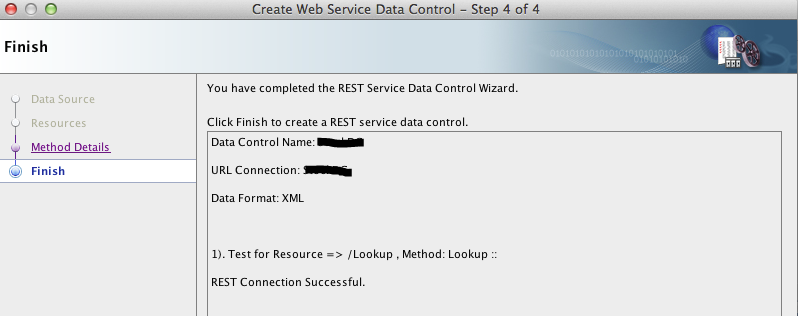 Create Web Service Data Control – Step 4 of 4
Finish
01010101010101010101010101
01010101010
You have completed the REST Service Data Control Wizard.
Data Source
Click Finish to create a REST service data control.
Resources
Data Control Name:
Method Details
URL Connection:
Finish
Data Format: XML
1). Test for Resource => /Lookup , Method: Lookup ::
REST Connection Successful.